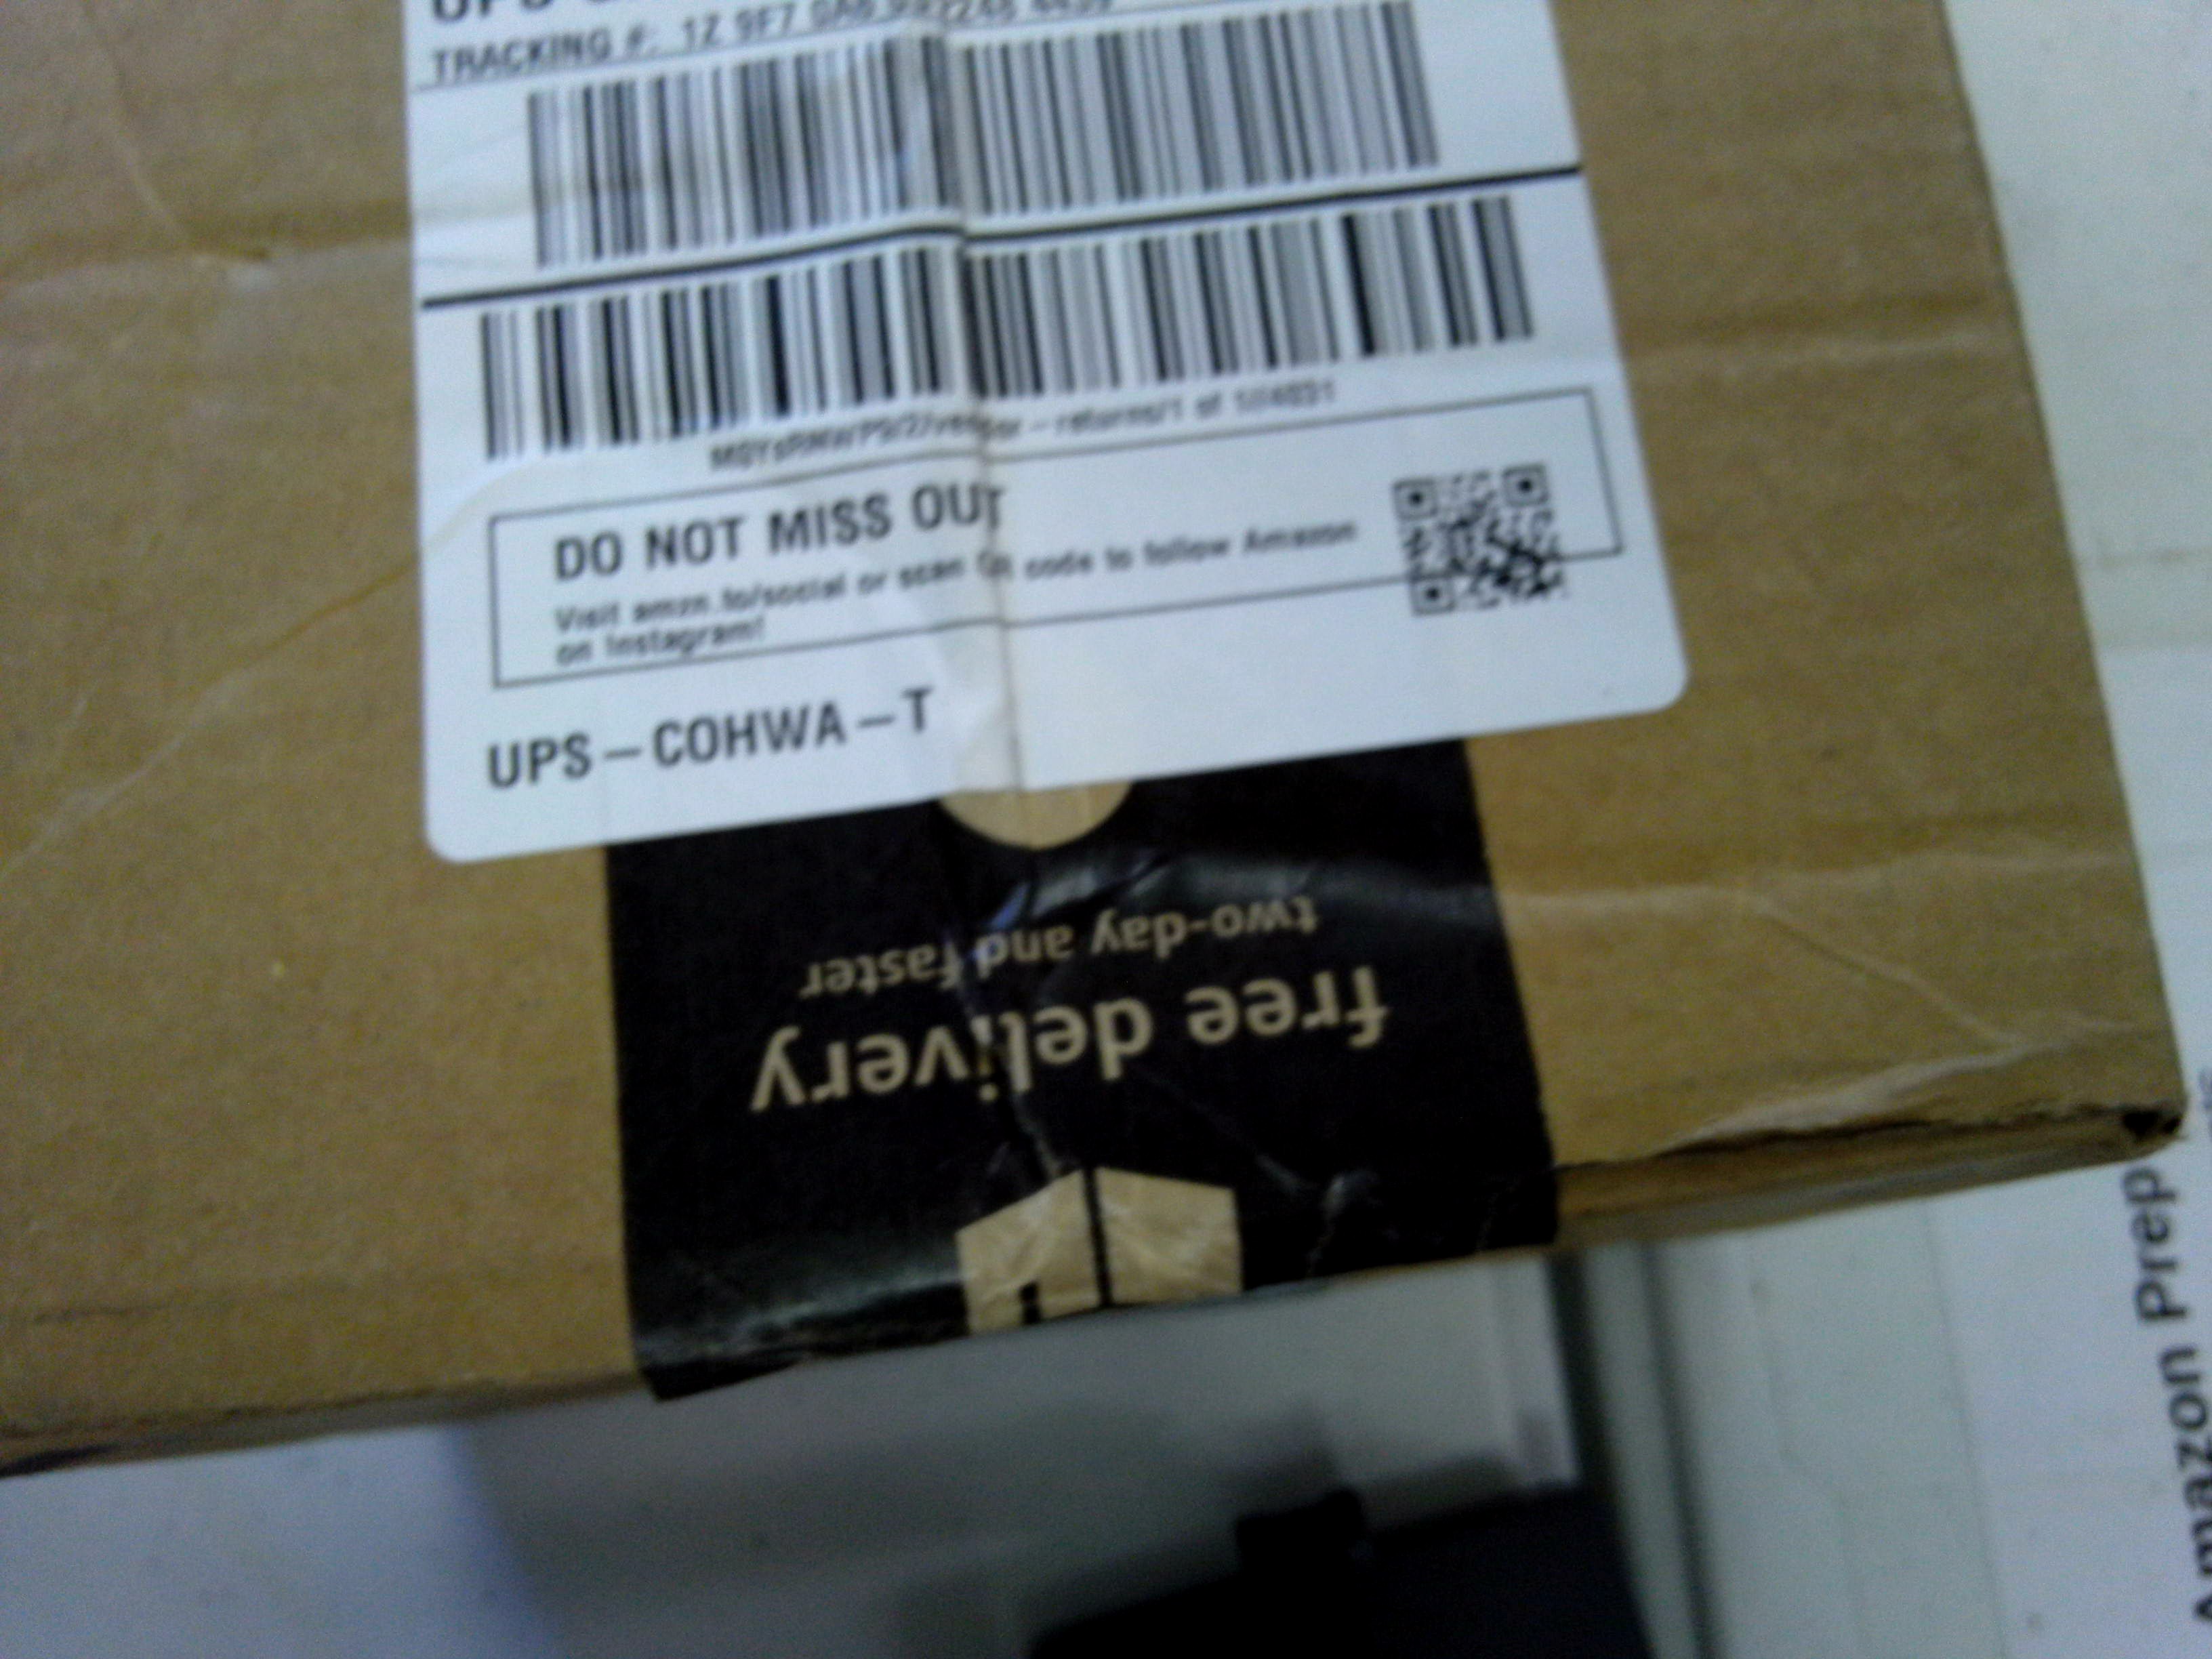 TRACKING #: 1Z 9F7
DO NOT MISS OUT
Visit amzn.to/social or scan QR code to follow Amazon
on Instagram!
UPS-COHWA-T
free delivery
two-day and faster
Amazon Prep